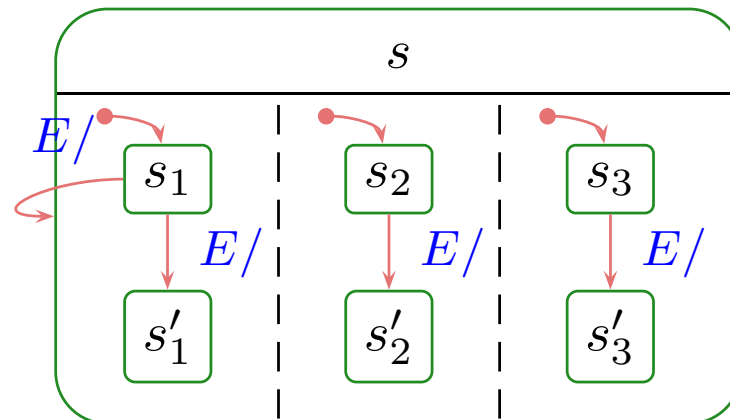 s
E/
s₁ s₂ s₃
E/ E/ E/
s′₁ s′₂ s′₃